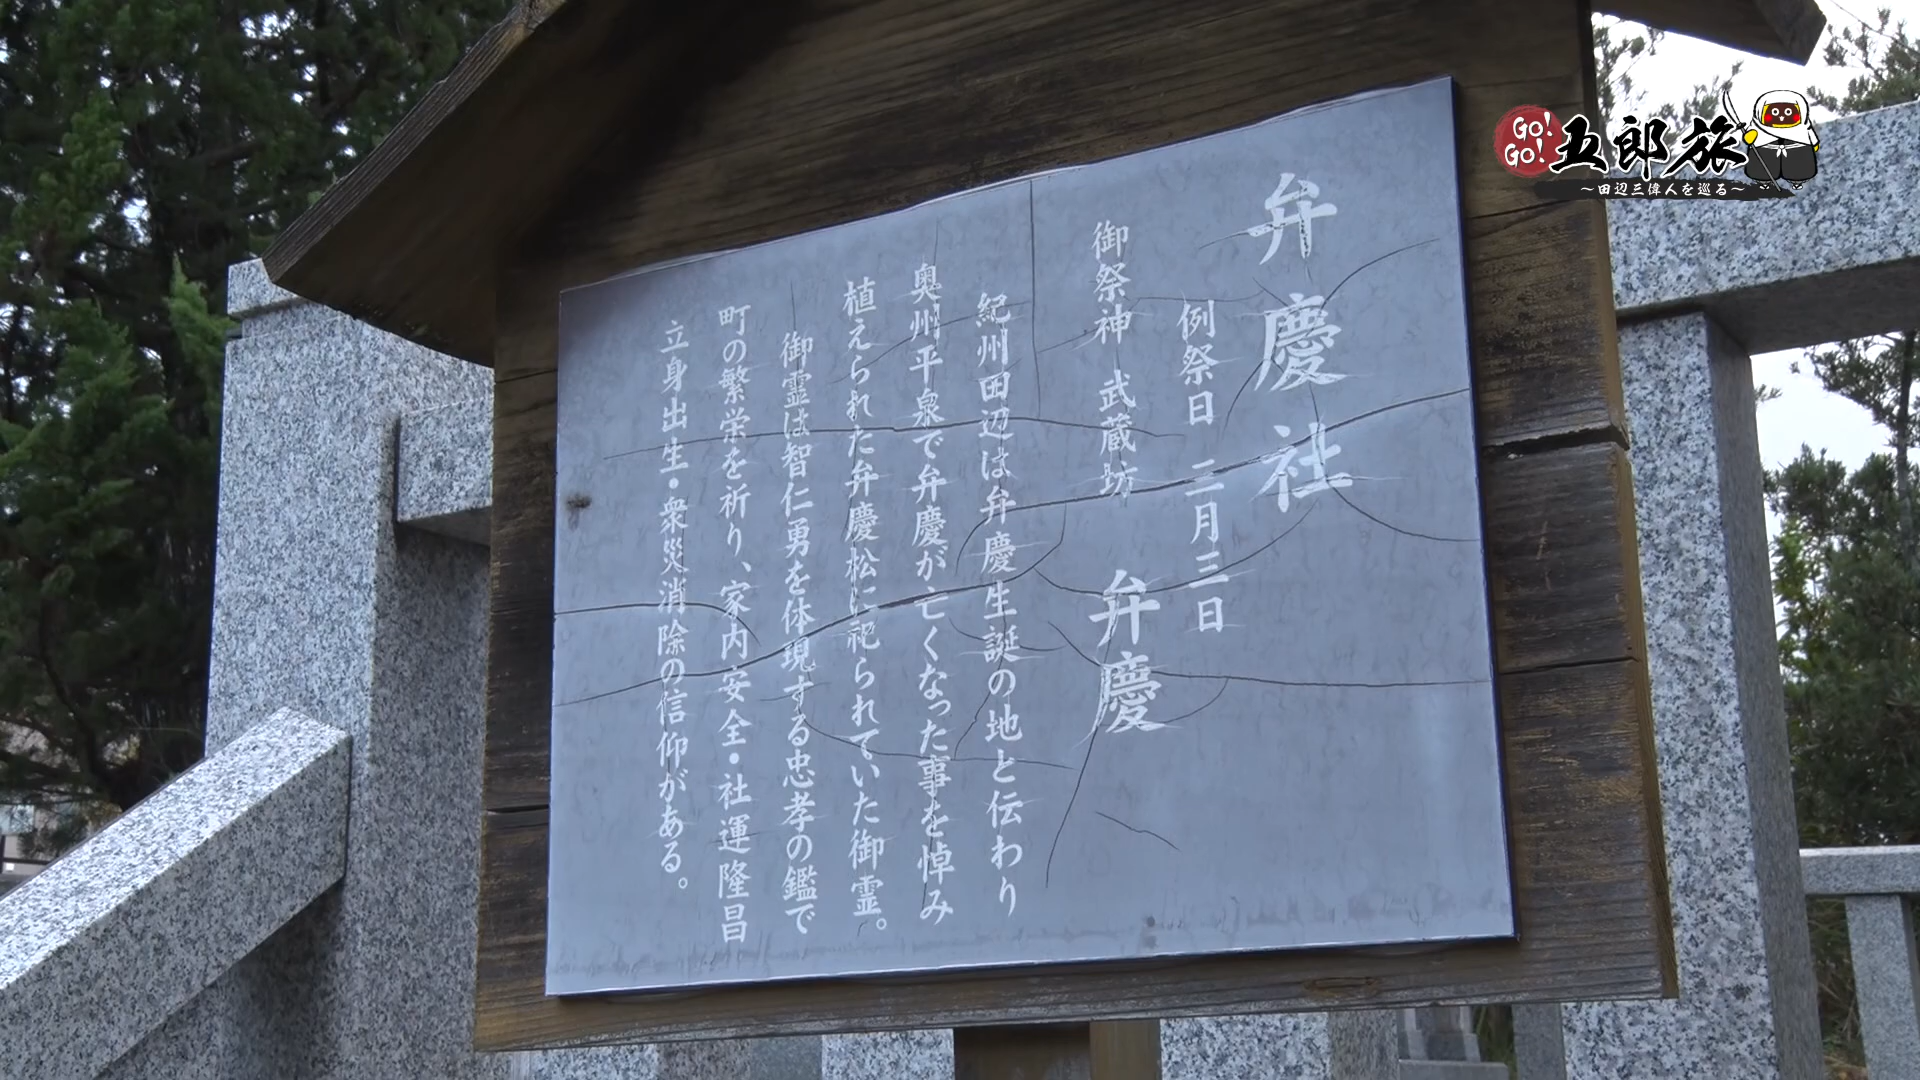 弁慶社
例祭日 二月三日
御祭神 武蔵坊 弁慶
紀州田辺は弁慶生誕の地と伝わり
奥州平泉で弁慶が亡くなった事を悼み
植えられた弁慶松に祀られていた御霊。
御霊は智仁勇を体現する忠孝の鑑で
町の繁栄を祈り、家内安全・社運隆昌
立身出生・衆災消除の信仰がある。
GO!
GO!
五郎旅
〜田辺三偉人を巡る〜